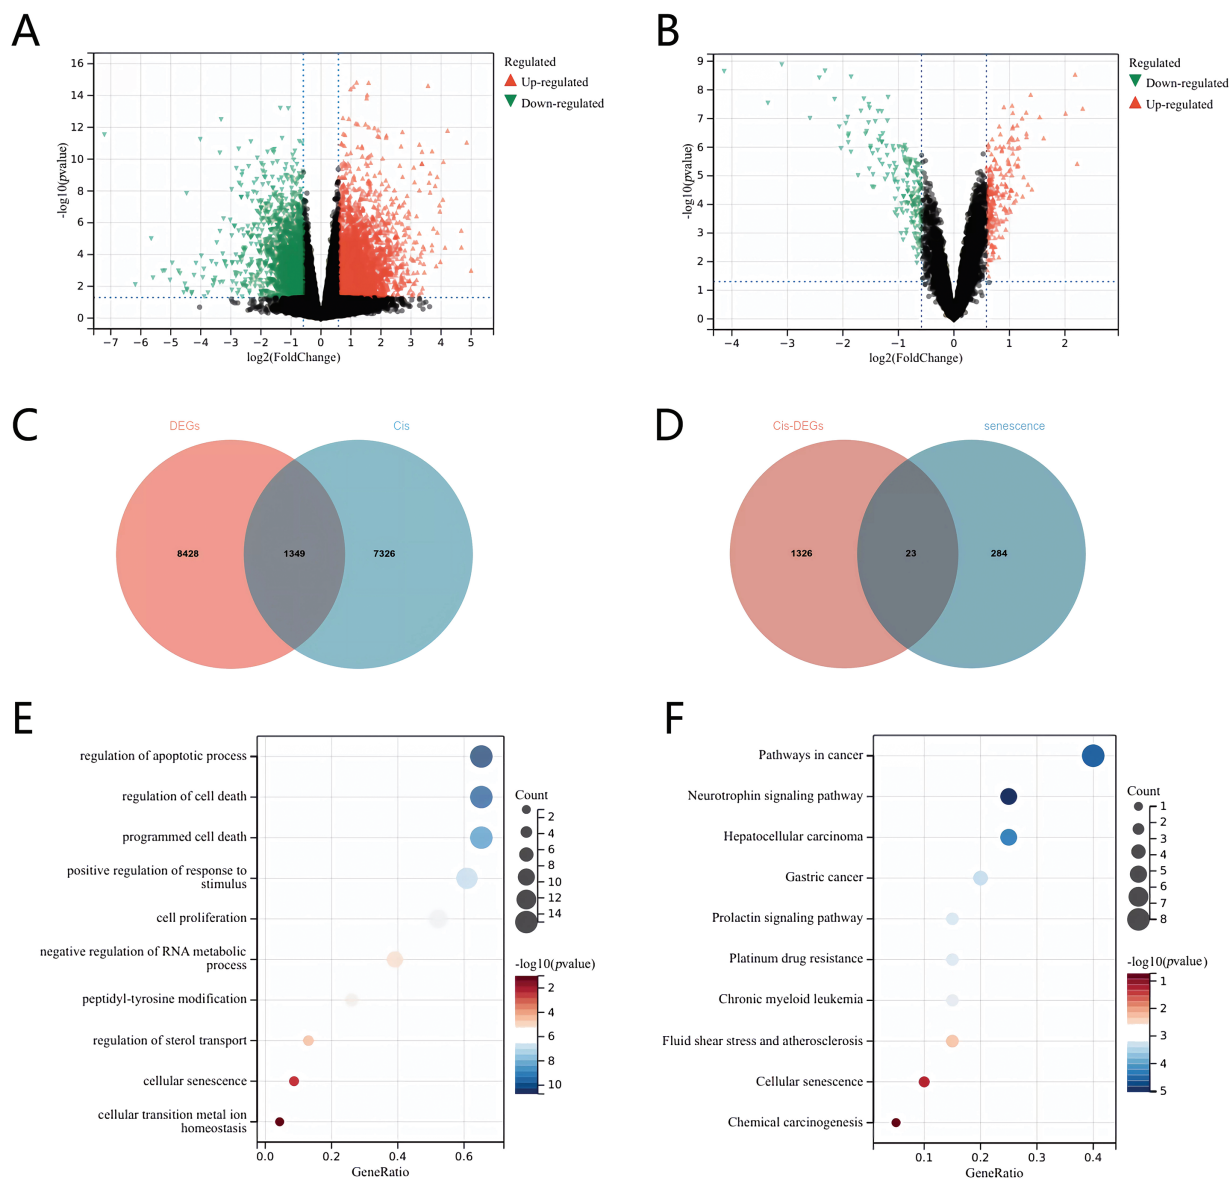 A
16
14
12
10
8
6
4
2
0
-log10(pvalue)
−7 −6 −5 −4 −3 −2 −1 0 1 2 3 4 5
log2(FoldChange)
Regulated
Up-regulated
Down-regulated
B
9
8
7
6
5
4
3
2
1
0
-log10(pvalue)
−4 −3 −2 −1 0 1 2
log2(FoldChange)
Regulated
Down-regulated
Up-regulated
C
DEGs Cis
8428 1349 7326
D
Cis-DEGs senescence
1326 23 284
E
regulation of apoptotic process
regulation of cell death
programmed cell death
positive regulation of response to
stimulus
cell proliferation
negative regulation of RNA metabolic
process
peptidyl-tyrosine modification
regulation of sterol transport
cellular senescence
cellular transition metal ion
homeostasis
0.0 0.2 0.4 0.6
GeneRatio
Count
2
4
6
8
10
12
14
-log10(pvalue)
2
4
6
8
10
F
Pathways in cancer
Neurotrophin signaling pathway
Hepatocellular carcinoma
Gastric cancer
Prolactin signaling pathway
Platinum drug resistance
Chronic myeloid leukemia
Fluid shear stress and atherosclerosis
Cellular senescence
Chemical carcinogenesis
0.1 0.2 0.3 0.4
GeneRatio
Count
1
2
3
4
5
6
7
8
-log10(pvalue)
1
2
3
4
5